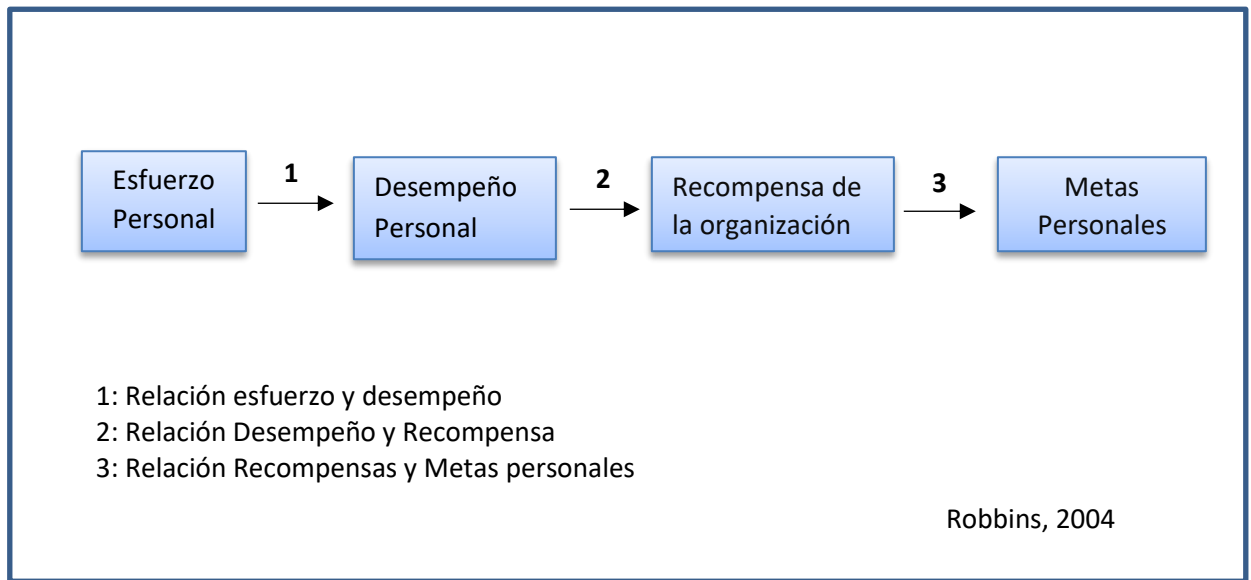 Esfuerzo
Personal
1
Desempeño
Personal
2
Recompensa de
la organización
3
Metas
Personales
1: Relación esfuerzo y desempeño
2: Relación Desempeño y Recompensa
3: Relación Recompensas y Metas personales
Robbins, 2004